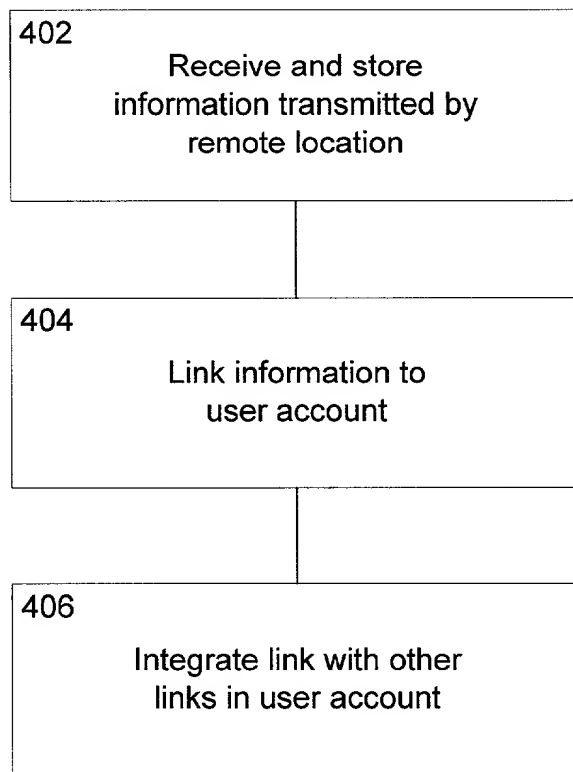 402
Receive and store
information transmitted by
remote location
404
Link information to
user account
406
Integrate link with other
links in user account